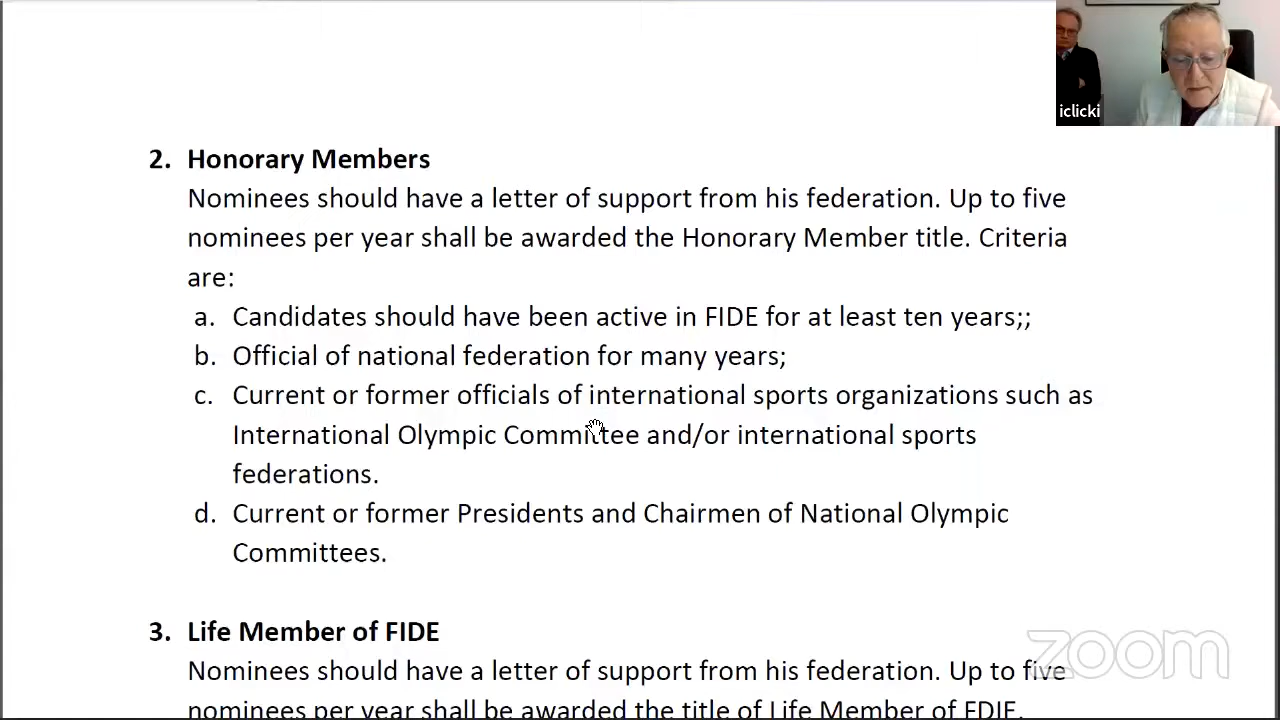 iclicki
2. Honorary Members
Nominees should have a letter of support from his federation. Up to five
nominees per year shall be awarded the Honorary Member title. Criteria
are:
a. Candidates should have been active in FIDE for at least ten years;;
b. Official of national federation for many years;
c. Current or former officials of international sports organizations such as
International Olympic Committee and/or international sports
federations.
d. Current or former Presidents and Chairmen of National Olympic
Committees.
3. Life Member of FIDE
Nominees should have a letter of support from his federation. Up to five
nominees per year shall be awarded the title of Life Member of FDIE.
zoom